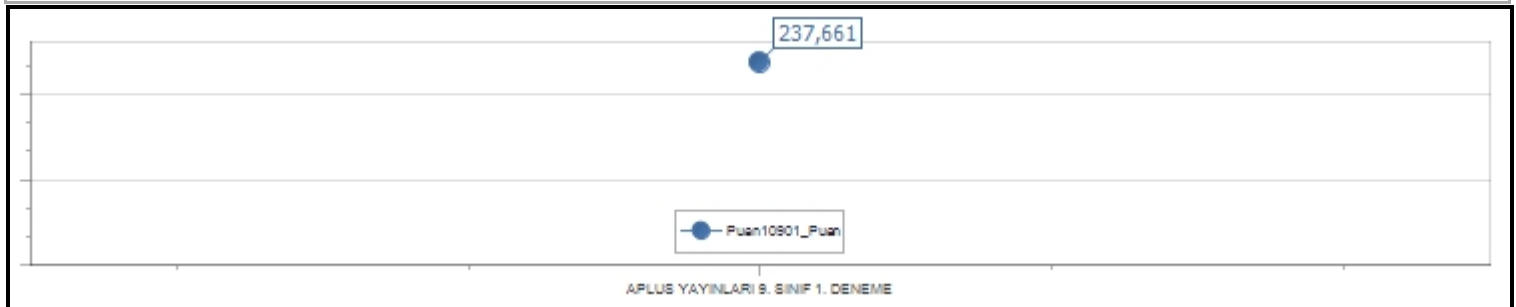 237,661
Puan10901_Puan
APLUS YAYINLARI 9. SINIF 1. DENEME